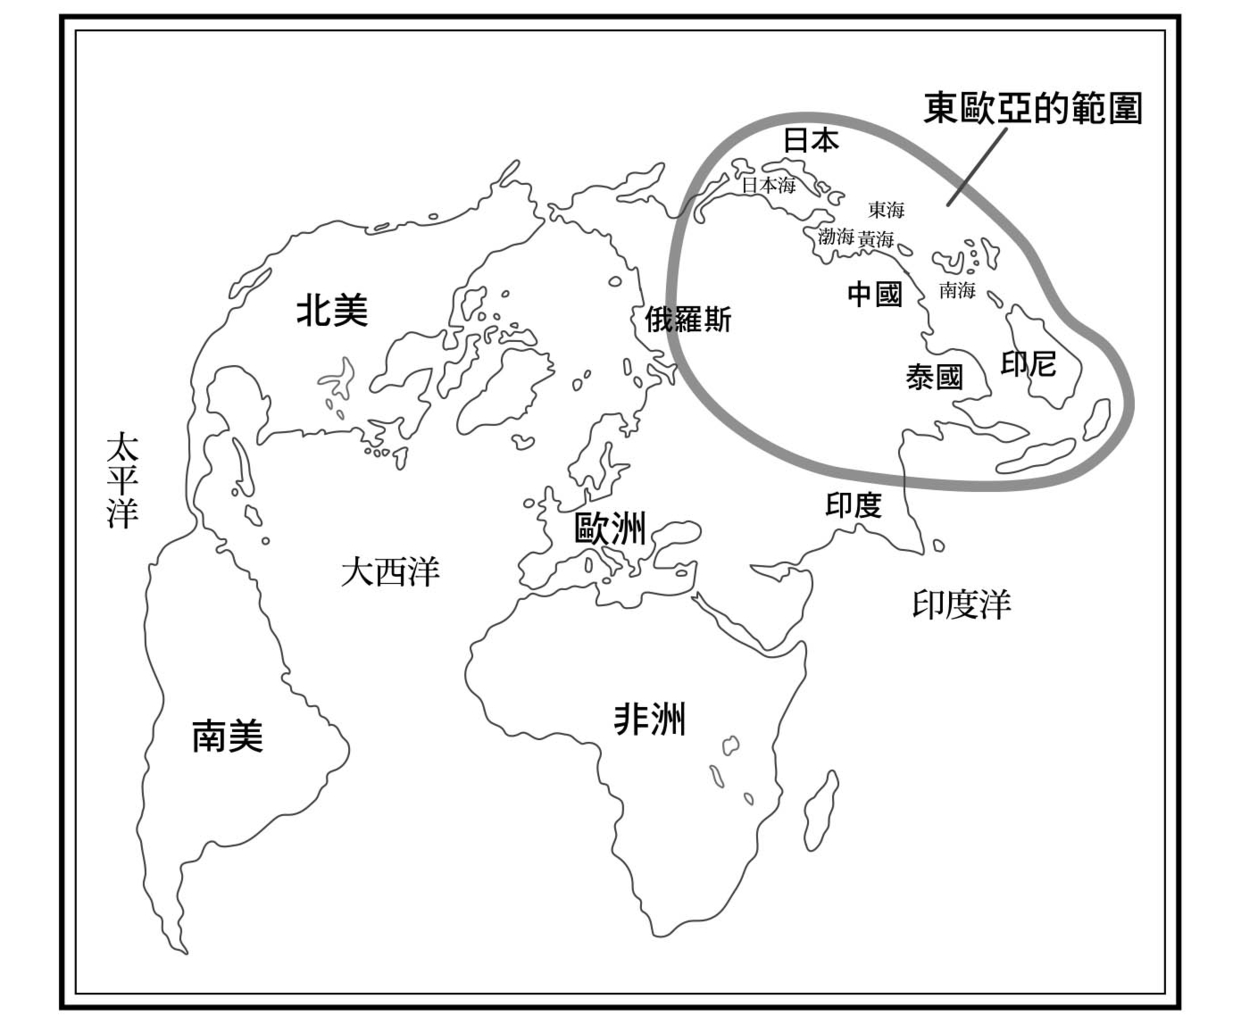 東歐亞的範圍
日本
日本海
東海
渤海
黃海
南海
中國
北美
俄羅斯
印尼
泰國
太平洋
印度
歐洲
大西洋
印度洋
非洲
南美